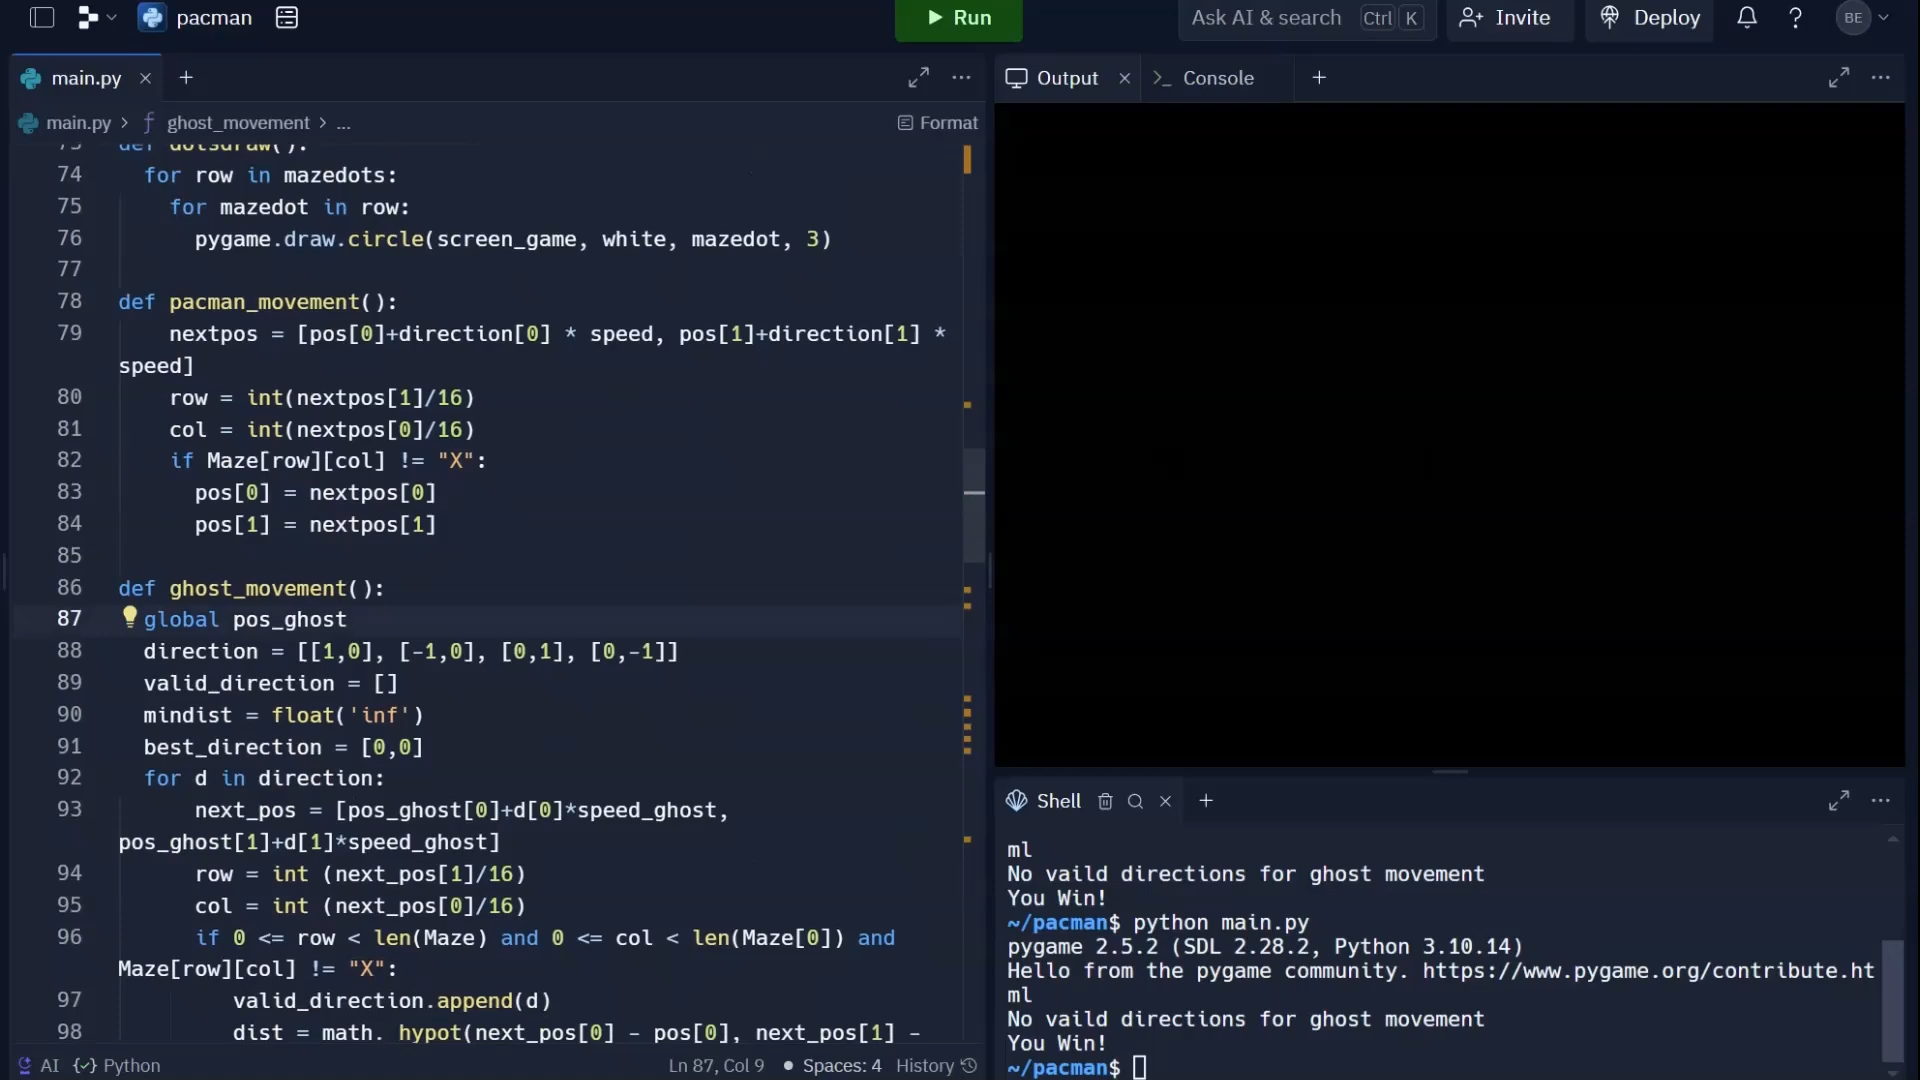 pacman
Run
Ask AI & search Ctrl K
Invite
Deploy
BE
main.py
main.py > ƒ ghost_movement > ...
Format
73 def dotsdraw():
74 for row in mazedots:
75 for mazedot in row:
76 pygame.draw.circle(screen_game, white, mazedot, 3)
77
78 def pacman_movement():
79 nextpos = [pos[0]+direction[0] * speed, pos[1]+direction[1] *
speed]
80 row = int(nextpos[1]/16)
81 col = int(nextpos[0]/16)
82 if Maze[row][col] != "X":
83 pos[0] = nextpos[0]
84 pos[1] = nextpos[1]
85
86 def ghost_movement():
87 global pos_ghost
88 direction = [[1,0], [-1,0], [0,1], [0,-1]]
89 valid_direction = []
90 mindist = float('inf')
91 best_direction = [0,0]
92 for d in direction:
93 next_pos = [pos_ghost[0]+d[0]*speed_ghost,
pos_ghost[1]+d[1]*speed_ghost]
94 row = int (next_pos[1]/16)
95 col = int (next_pos[0]/16)
96 if 0 <= row < len(Maze) and 0 <= col < len(Maze[0]) and
Maze[row][col] != "X":
97 valid_direction.append(d)
98 dist = math. hypot(next_pos[0] - pos[0], next_pos[1] -
AI {✓} Python
Ln 87, Col 9 • Spaces: 4 History
Output
>_ Console
Shell
ml
No vaild directions for ghost movement
You Win!
~/pacman$ python main.py
pygame 2.5.2 (SDL 2.28.2, Python 3.10.14)
Hello from the pygame community. https://www.pygame.org/contribute.ht
ml
No vaild directions for ghost movement
You Win!
~/pacman$